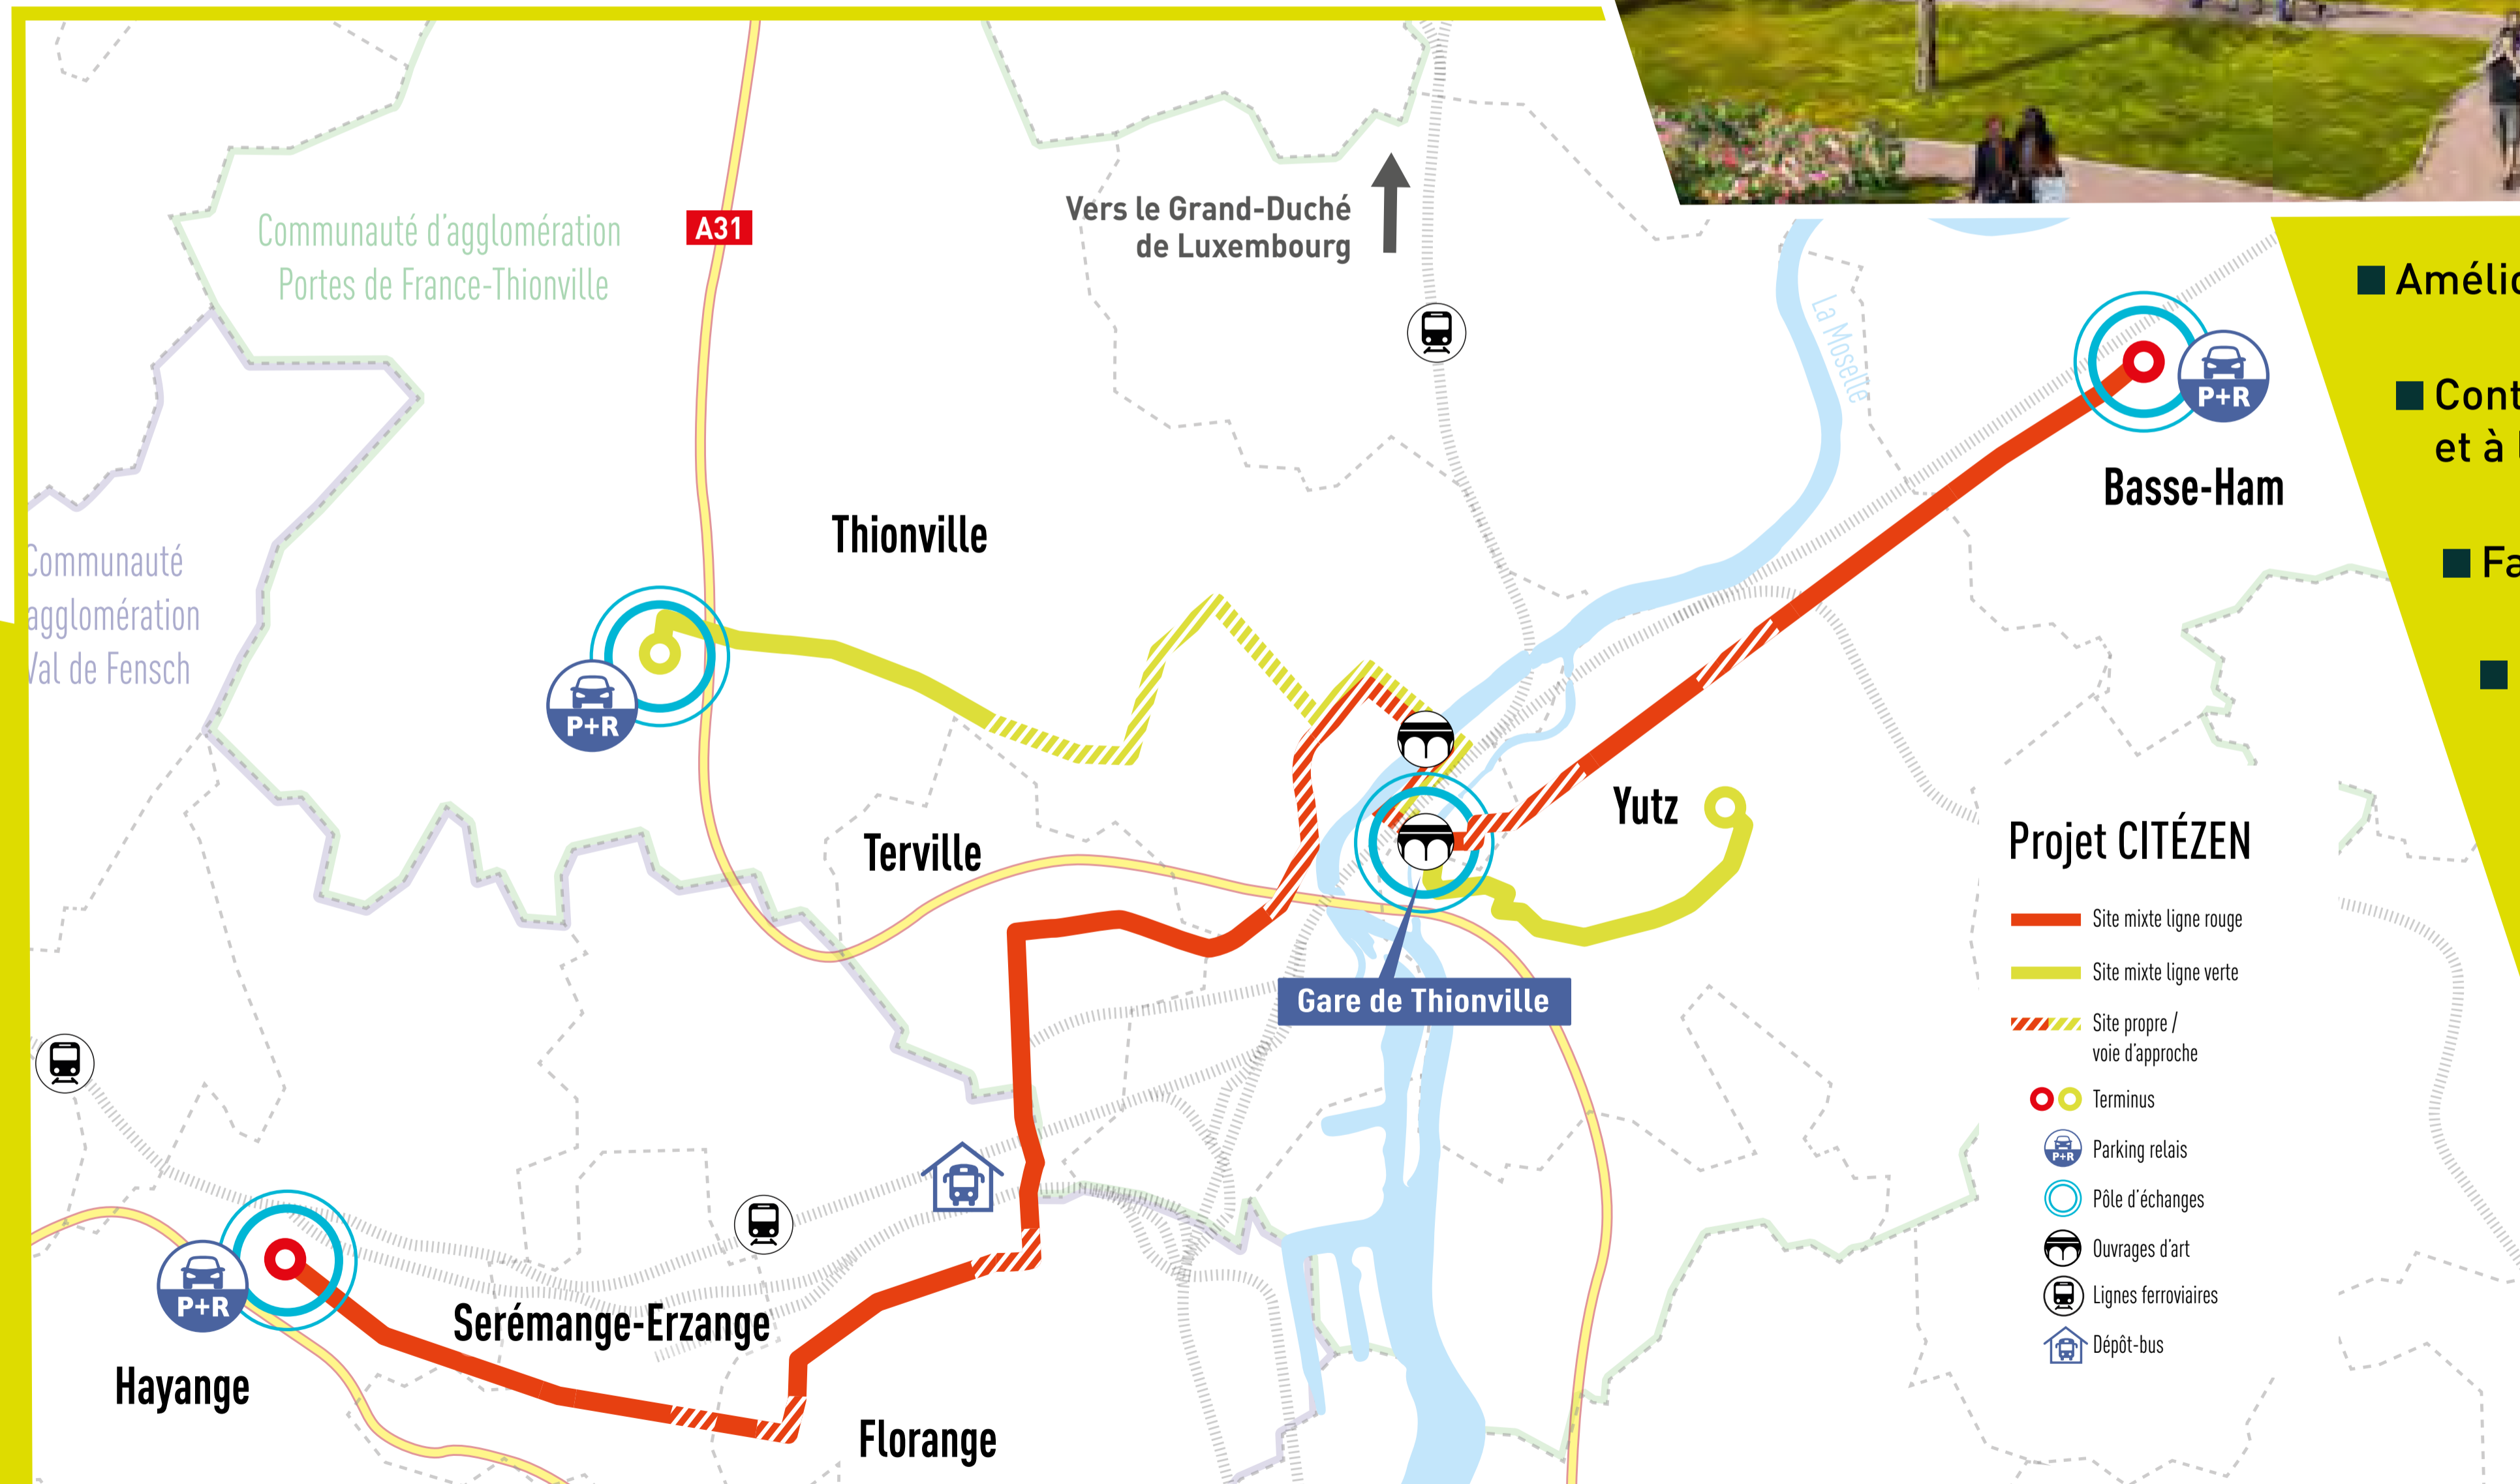 Communauté d'agglomération
Portes de France-Thionville
A31
Vers le Grand-Duché
de Luxembourg
La Moselle
P+R
Basse-Ham
Thionville
Communauté
agglomération
Val de Fensch
P+R
Terville
Yutz
Gare de Thionville
P+R
Hayange
Serémange-Erzange
Florange
Projet CITÉZEN
Site mixte ligne rouge
Site mixte ligne verte
Site propre /
voie d'approche
Terminus
P+R
Parking relais
Pôle d'échanges
Ouvrages d'art
Lignes ferroviaires
Dépôt-bus
et à